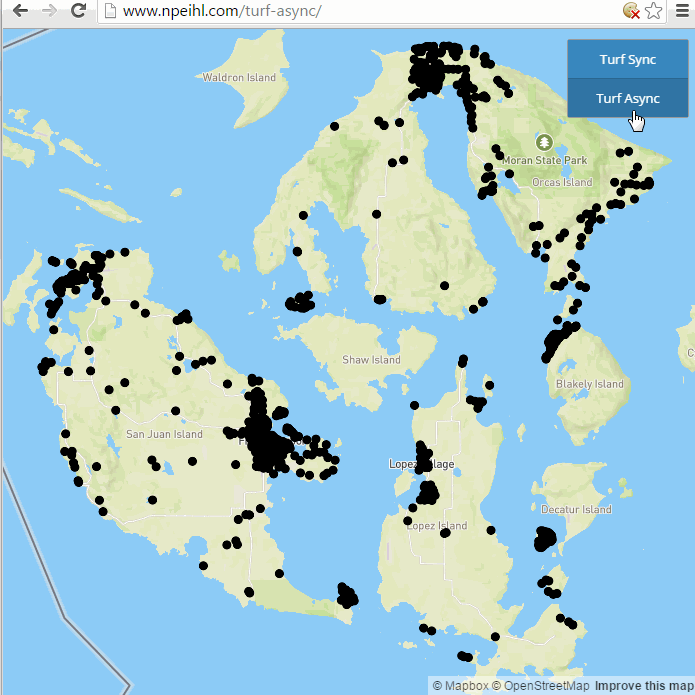 www.npeihl.com/turf-async/
Turf Sync
Turf Async
Waldron Island
Moran State Park
Orcas Island
Shaw Island
Blakely Island
San Juan Island
Lopez
Decatur Island
Lopez Island
© Mapbox © OpenStreetMap Improve this map